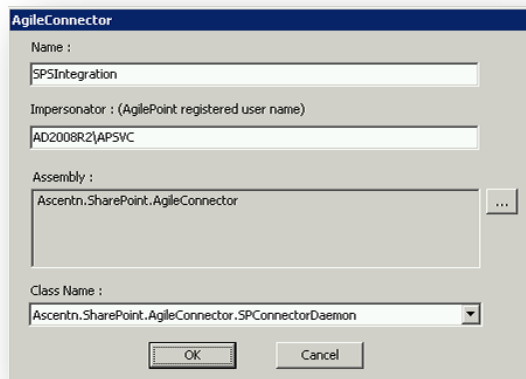 AgileConnector
Name :
SPSIntegration
Impersonator : (AgilePoint registered user name)
AD2008R2\APSVC
Assembly :
Ascentn.SharePoint.AgileConnector
...
Class Name :
Ascentn.SharePoint.AgileConnector.SPConnectorDaemon
OK Cancel